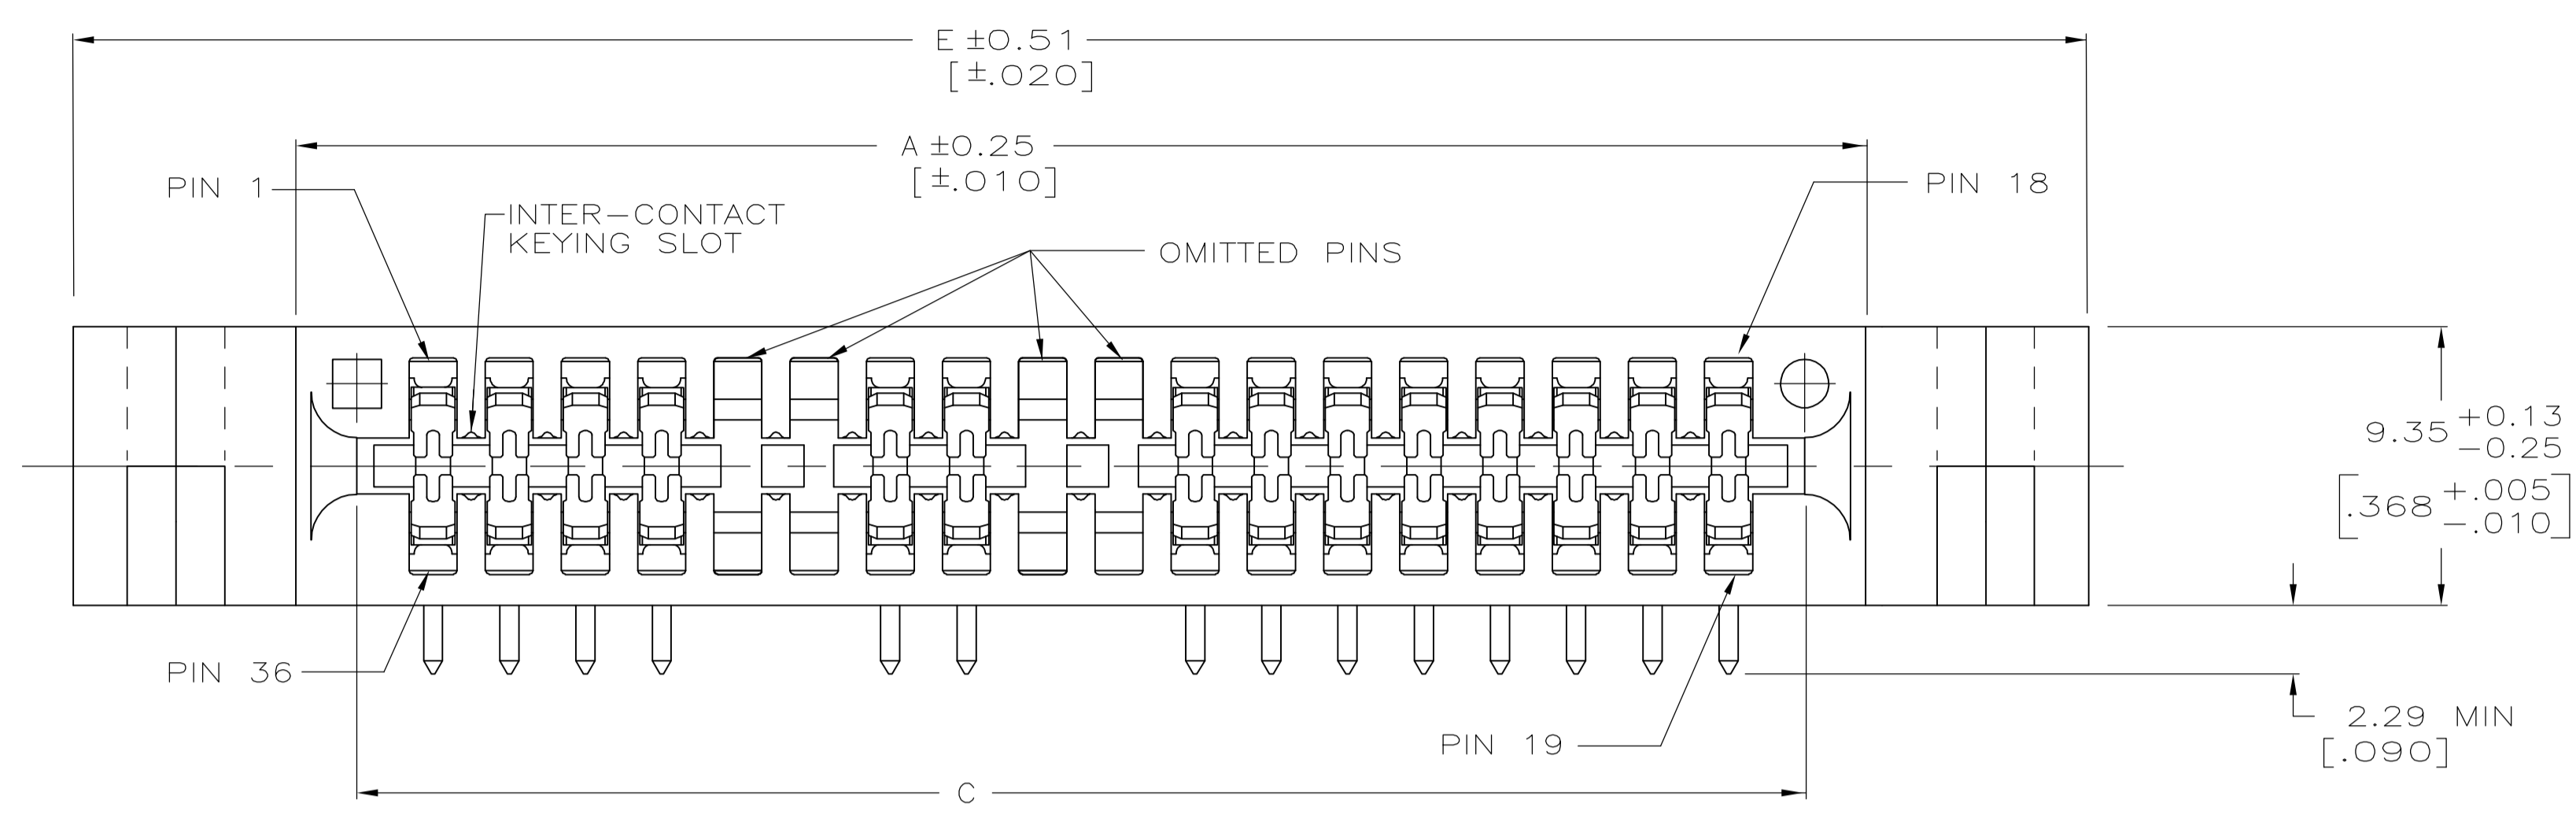 E ±0.51
[±.020]
A ±0.25
[±.010]
PIN 1
PIN 18
INTER-CONTACT
KEYING SLOT
OMITTED PINS
9.35 +0.13
-0.25
[.368 +.005
-.010]
PIN 36
PIN 19
2.29 MIN
[.090]
C